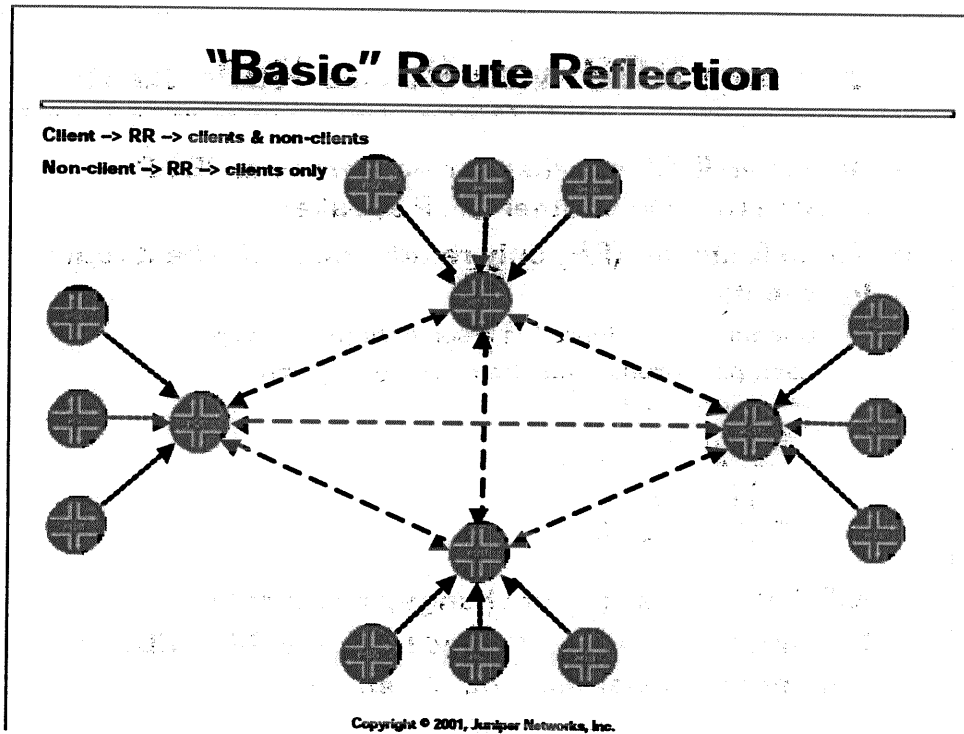 "Basic" Route Reflection
Client -> RR -> clients & non-clients
Non-client -> RR -> clients only
Copyright © 2001, Juniper Networks, Inc.